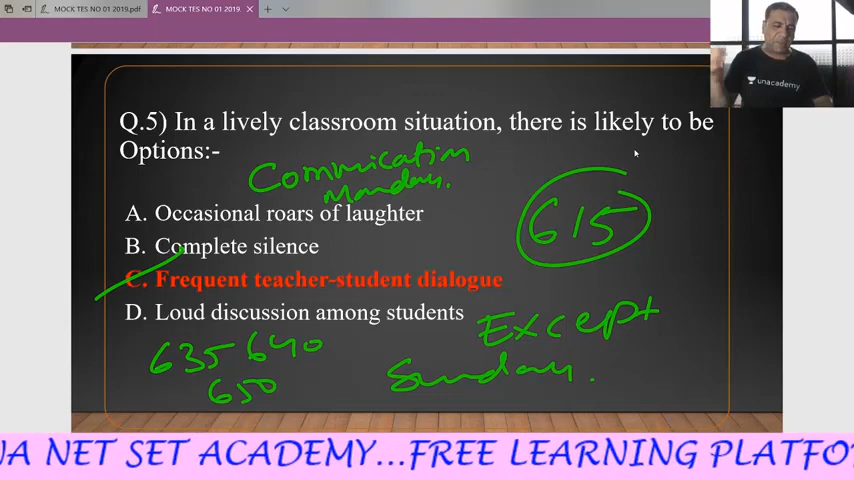 MOCK TES NO 01 2019.pdf
MOCK TES NO 01 2019.
unacademy
Q.5) In a lively classroom situation, there is likely to be
Options:-
Commication
Monday.
A. Occasional roars of laughter
615
B. Complete silence
C. Frequent teacher-student dialogue
D. Loud discussion among students
Except
635-640
Sunday.
650
NA NET SET ACADEMY...FREE LEARNING PLATFO